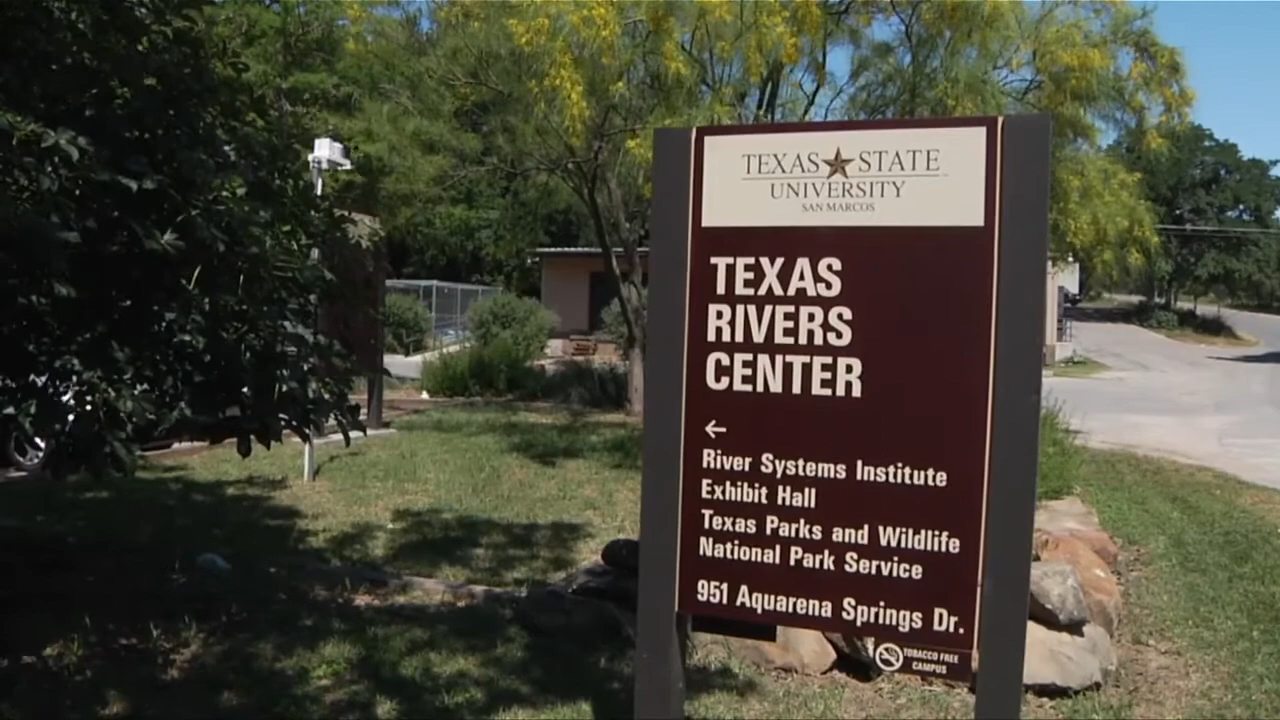 TEXAS STATE
UNIVERSITY
SAN MARCOS
TEXAS
RIVERS
CENTER
←
River Systems Institute
Exhibit Hall
Texas Parks and Wildlife
National Park Service
951 Aquarena Springs Dr.
TOBACCO FREE
CAMPUS